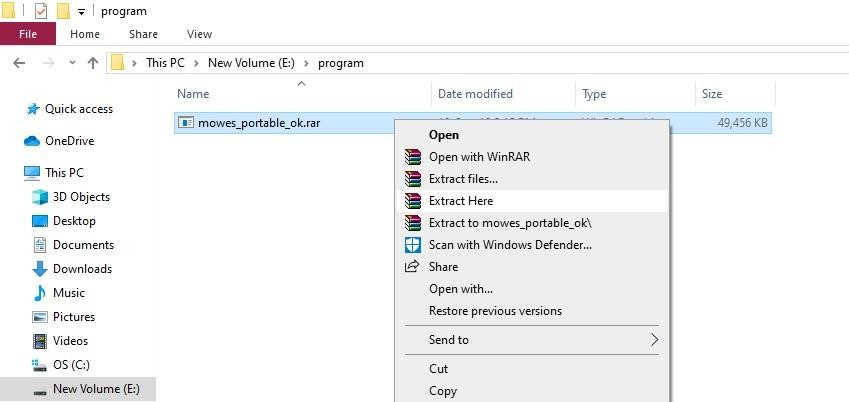 program
File Home Share View
This PC New Volume (E:) program
Name Date modified Type Size
Quick access
OneDrive
This PC
3D Objects
Desktop
Documents
Downloads
Music
Pictures
Videos
OS (C:)
New Volume (E:)
mowes_portable_ok.rar 49,456 KB
Open
Open with WinRAR
Extract files...
Extract Here
Extract to mowes_portable_ok\
Scan with Windows Defender...
Share
Open with...
Restore previous versions
Send to
Cut
Copy